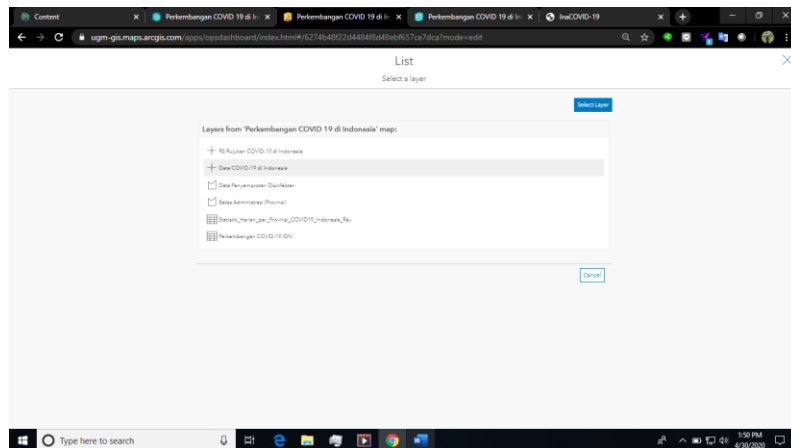 Content
Perkembangan COVID 19 di In
Perkembangan COVID 19 di In
Perkembangan COVID 19 di In
InaCOVID-19
ugm-gis.maps.arcgis.com/apps/opsdashboard/index.html#/6274b48f22d4484f8d48ebf657ce7dca?mode=edit
List
Select a layer
Select Layer
Layers from 'Perkembangan COVID 19 di Indonesia' map:
RS Rujukan COVID-19 di Indonesia
Data COVID-19 di Indonesia
Data Penyemprotan Disinfektan
Batas Administrasi (Provinsi)
Statistik_Harian_per_Provinsi_COVID19_Indonesia_Rev
Perkembangan COVID-19 IDN
Cancel
Type here to search
1:50 PM
4/30/2020